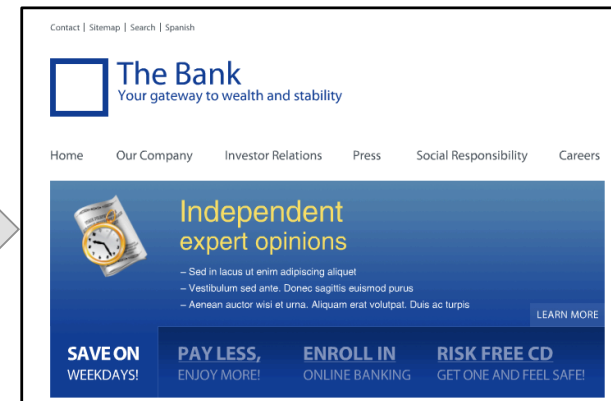 Contact | Sitemap | Search | Spanish
The Bank
Your gateway to wealth and stability
Home Our Company Investor Relations Press Social Responsibility Careers
Independent
expert opinions
– Sed in lacus ut enim adipiscing aliquet
– Vestibulum sed ante. Donec sagittis euismod purus
– Aenean auctor wisi et urna. Aliquam erat volutpat. Duis ac turpis
LEARN MORE
SAVE ON PAY LESS, ENROLL IN RISK FREE CD
WEEKDAYS! ENJOY MORE! ONLINE BANKING GET ONE AND FEEL SAFE!